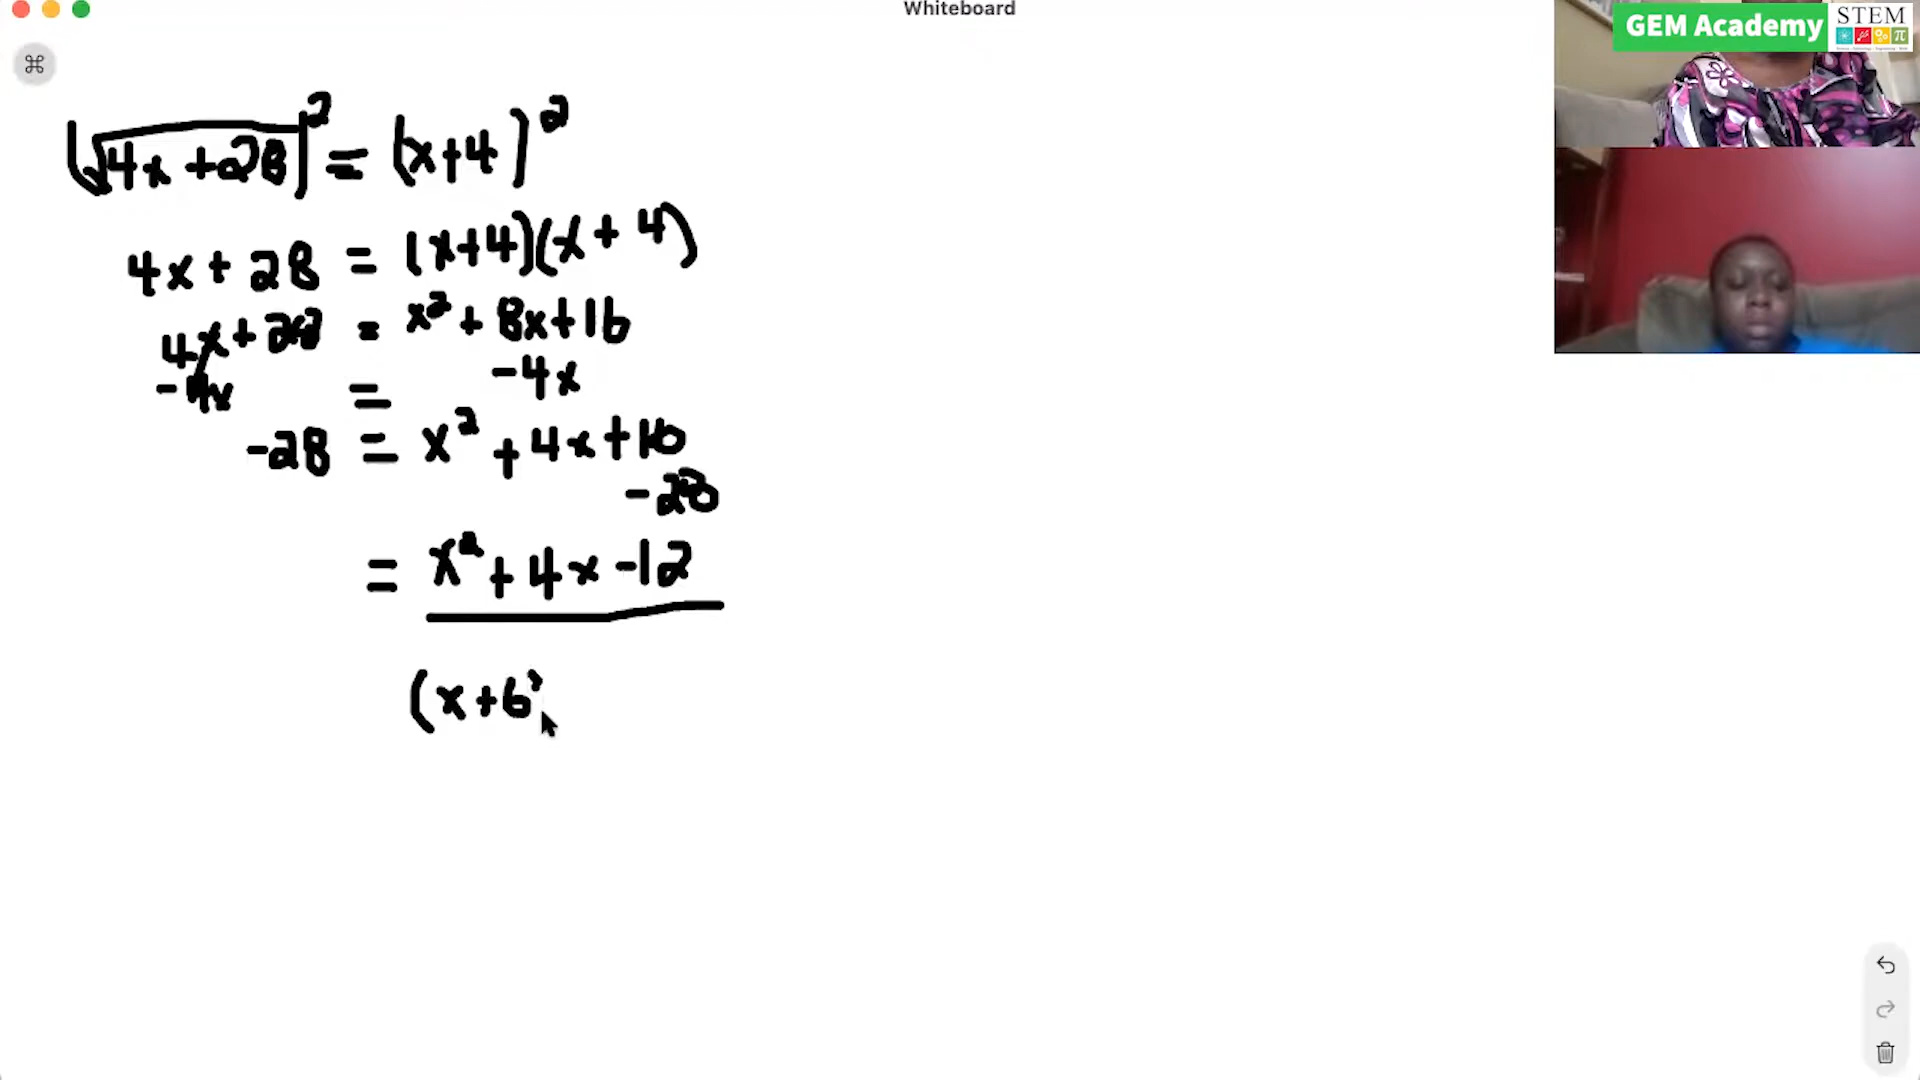 Whiteboard
GEM Academy
STEM
(√4x+28)² = (x+4)²
4x + 28 = (x+4)(x+4)
4x+28 = x² + 8x+16
-4x = -4x
-28 = x² + 4x+16
-28
= x² + 4x -12
(x+6)